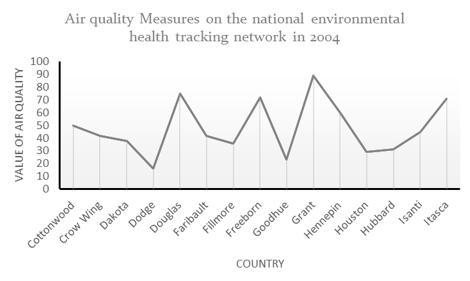 Air quality Measures on the national environmental
health tracking network in 2004
VALUE OF AIR QUALITY
100
90
80
70
60
50
40
30
20
10
0
Cottonwood
Crow Wing
Dakota
Dodge
Douglas
Faribault
Fillmore
Freeborn
Goodhue
Grant
Hennepin
Houston
Hubbard
Isanti
Itasca
COUNTRY